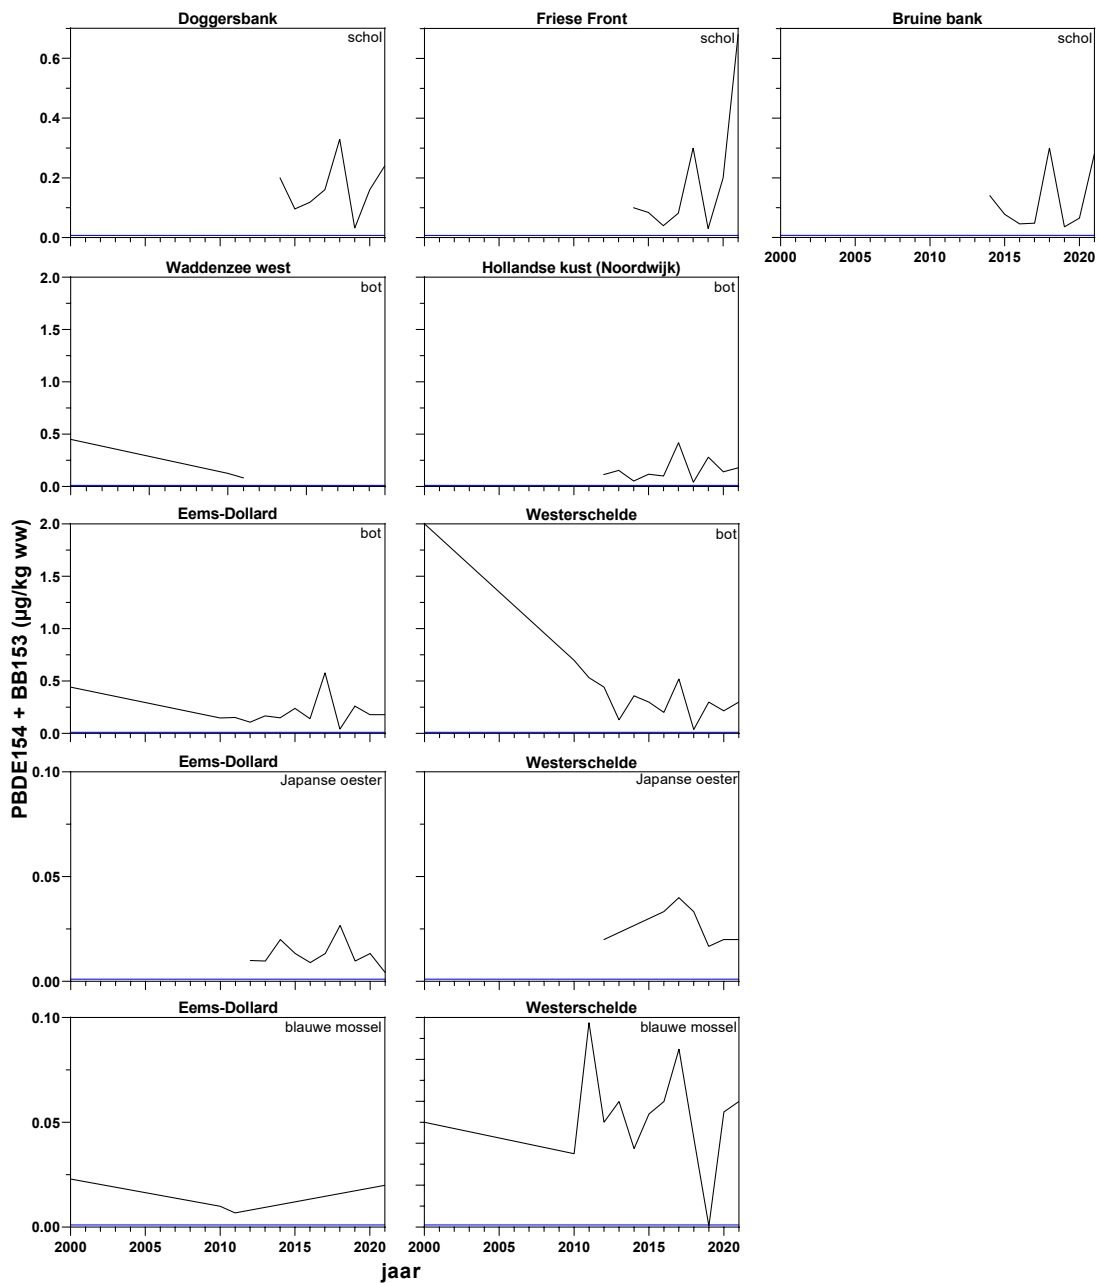 Doggersbank Friese Front Bruine bank
schol schol schol
0.6
0.4
0.2
0.0
2000 2005 2010 2015 2020
Waddenzee west Hollandse kust (Noordwijk)
2.0
bot bot
1.5
1.0
0.5
0.0
Eems-Dollard Westerschelde
2.0
bot bot
1.5
1.0
0.5
0.0
PBDE154 + BB153 (µg/kg ww)
Eems-Dollard Westerschelde
0.10
Japanse oester Japanse oester
0.05
0.00
Eems-Dollard Westerschelde
0.10
blauwe mossel blauwe mossel
0.05
0.00
2000 2005 2010 2015 2020 2000 2005 2010 2015 2020
jaar